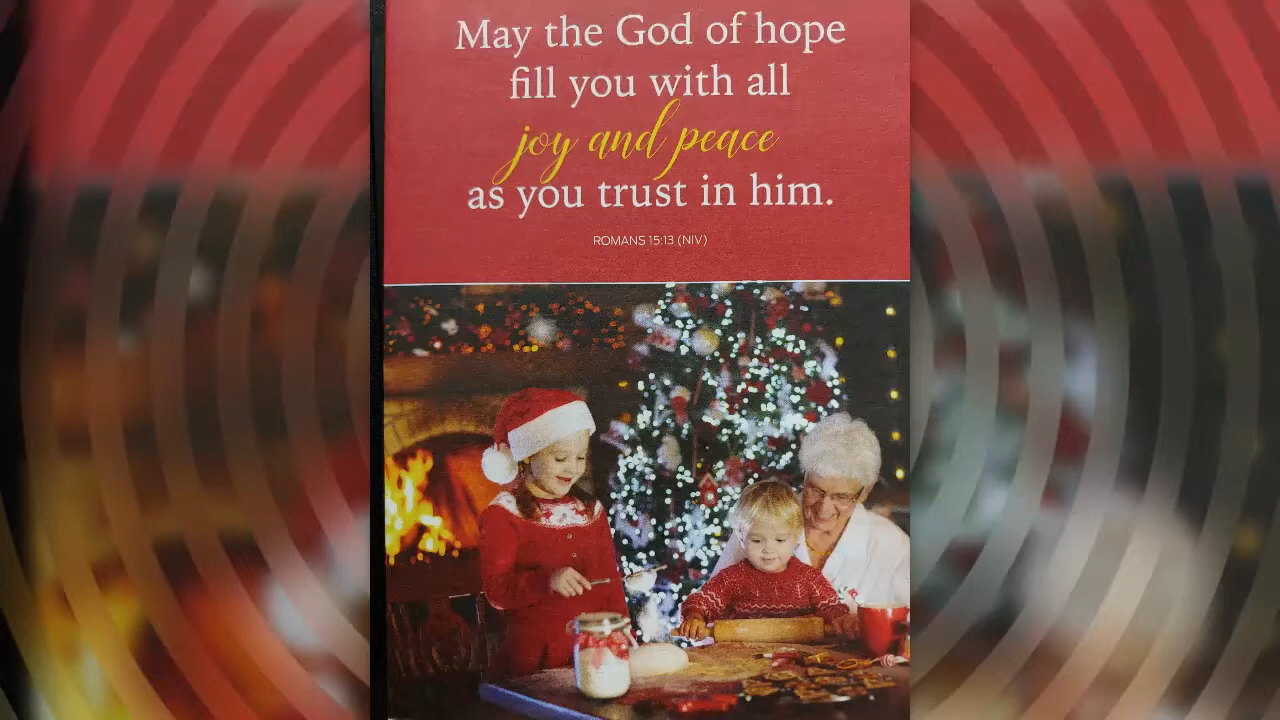 May the God of hope
fill you with all
joy and peace
as you trust in him.
ROMANS 15:13 (NIV)